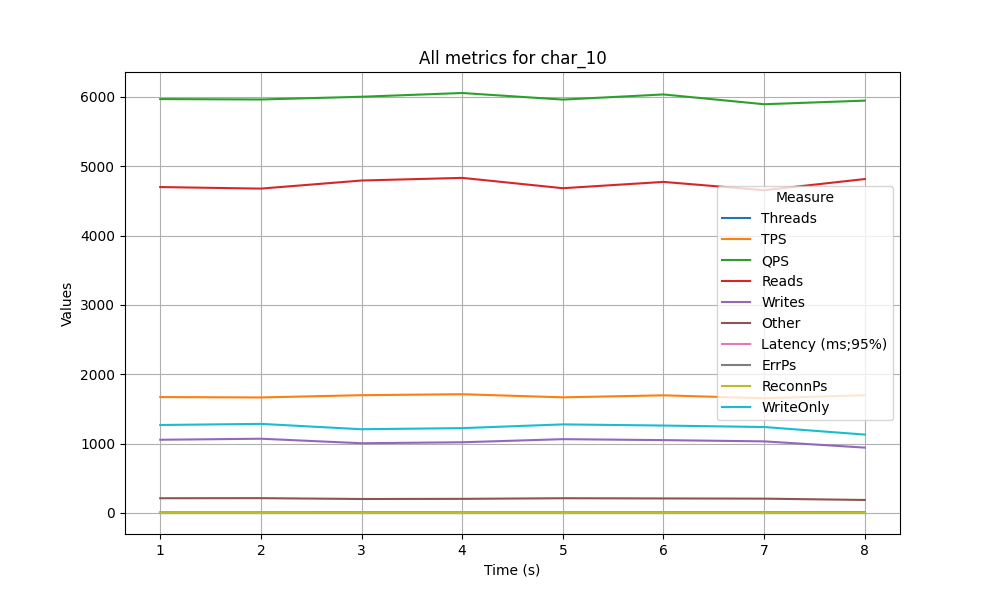 All metrics for char_10
Values
6000
5000
4000
3000
2000
1000
0
Measure
Threads
TPS
QPS
Reads
Writes
Other
Latency (ms;95%)
ErrPs
ReconnPs
WriteOnly
1 2 3 4 5 6 7 8
Time (s)